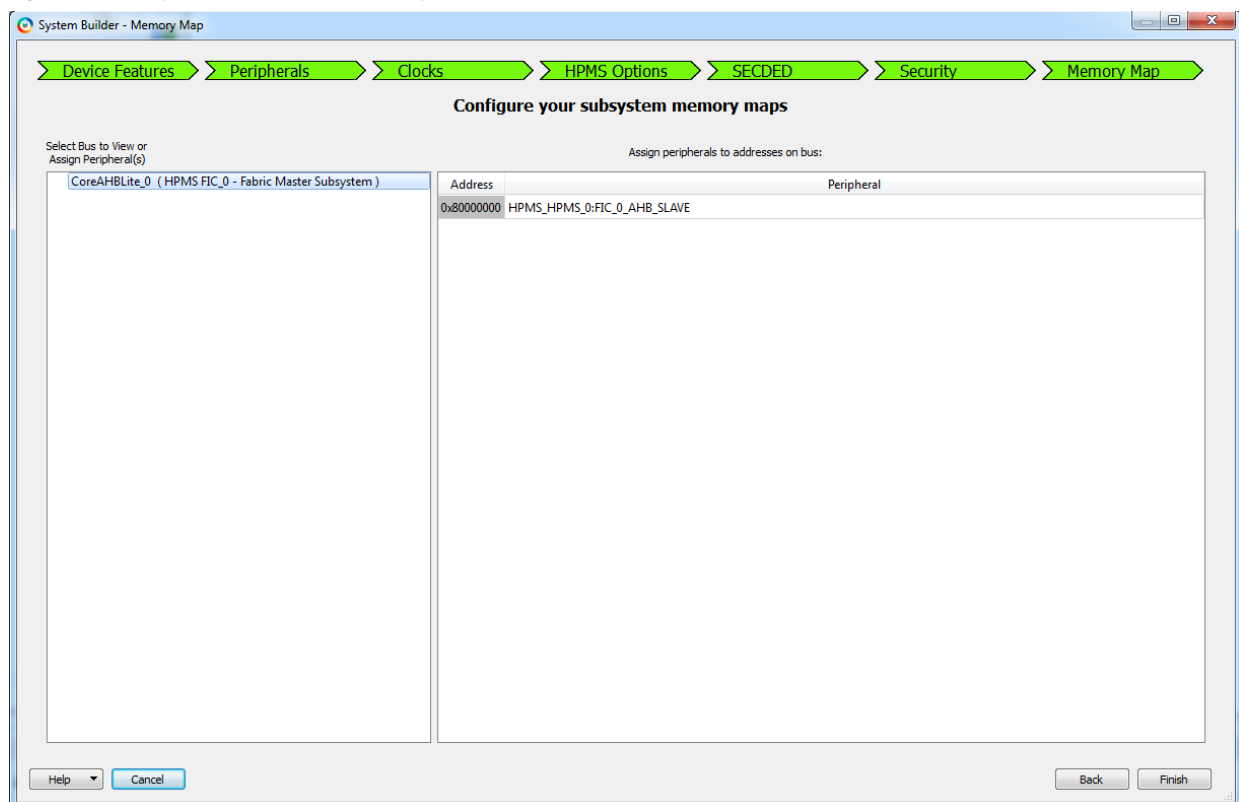 System Builder - Memory Map
Device Features Peripherals Clocks HPMS Options SECDED Security Memory Map
Configure your subsystem memory maps
Select Bus to View or
Assign Peripheral(s)
Assign peripherals to addresses on bus:
CoreAHBLite_0 ( HPMS FIC_0 - Fabric Master Subsystem )
Address Peripheral
0x80000000 HPMS_HPMS_0:FIC_0_AHB_SLAVE
Help Cancel Back Finish